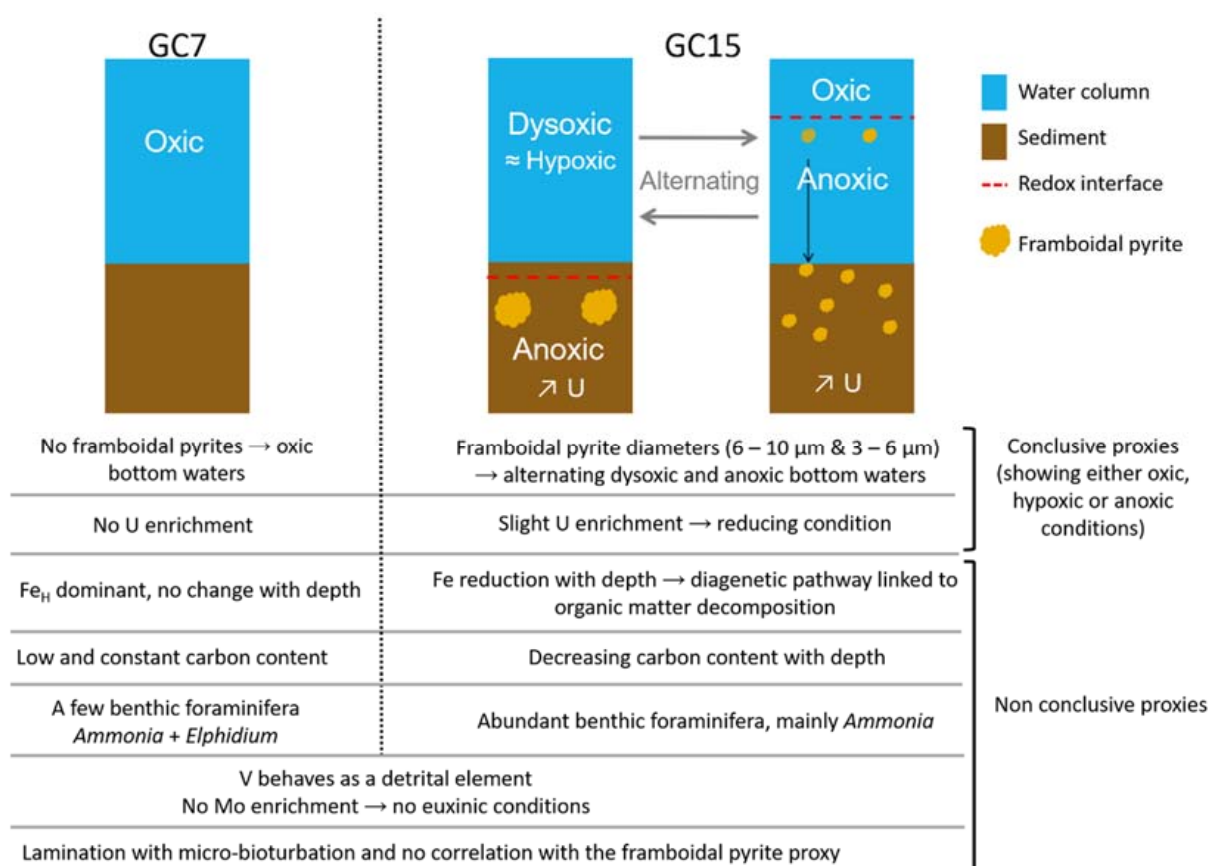 GC7
GC15
Oxic
Dysoxic
≈ Hypoxic
Alternating
Oxic
Anoxic
Anoxic
↗ U
↗ U
Water column
Sediment
Redox interface
Framboidal pyrite
No framboidal pyrites → oxic
bottom waters
Framboidal pyrite diameters (6 – 10 µm & 3 – 6 µm)
→ alternating dysoxic and anoxic bottom waters
Conclusive proxies
(showing either oxic,
hypoxic or anoxic
conditions)
No U enrichment
Slight U enrichment → reducing condition
Fe_H dominant, no change with depth
Fe reduction with depth → diagenetic pathway linked to
organic matter decomposition
Low and constant carbon content
Decreasing carbon content with depth
A few benthic foraminifera
Ammonia + Elphidium
Abundant benthic foraminifera, mainly Ammonia
Non conclusive proxies
V behaves as a detrital element
No Mo enrichment → no euxinic conditions
Lamination with micro-bioturbation and no correlation with the framboidal pyrite proxy